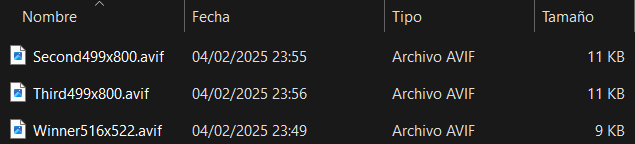 Nombre Fecha Tipo Tamaño
Second499x800.avif 04/02/2025 23:55 Archivo AVIF 11 KB
Third499x800.avif 04/02/2025 23:56 Archivo AVIF 11 KB
Winner516x522.avif 04/02/2025 23:49 Archivo AVIF 9 KB